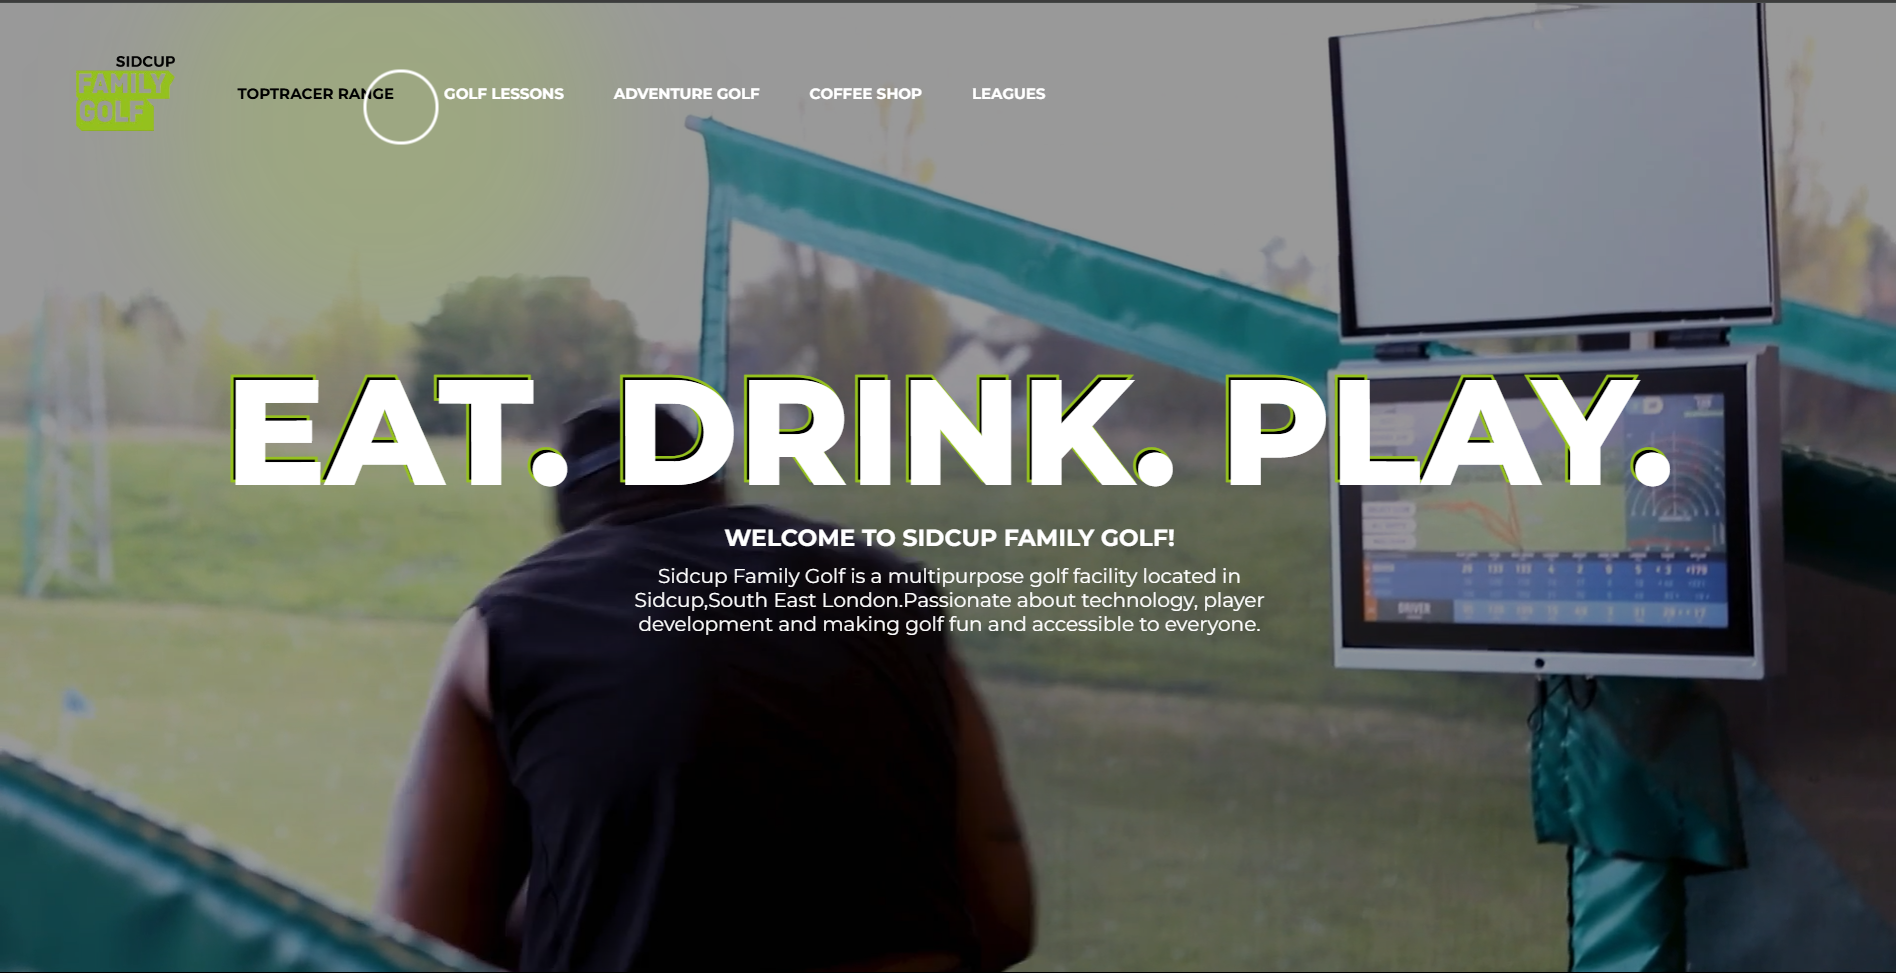 SIDCUP
FAMILY
GOLF
TOPTRACER RANGE
GOLF LESSONS
ADVENTURE GOLF
COFFEE SHOP
LEAGUES
EAT. DRINK. PLAY.
WELCOME TO SIDCUP FAMILY GOLF!
Sidcup Family Golf is a multipurpose golf facility located in
Sidcup,South East London.Passionate about technology, player
development and making golf fun and accessible to everyone.
DRIVER